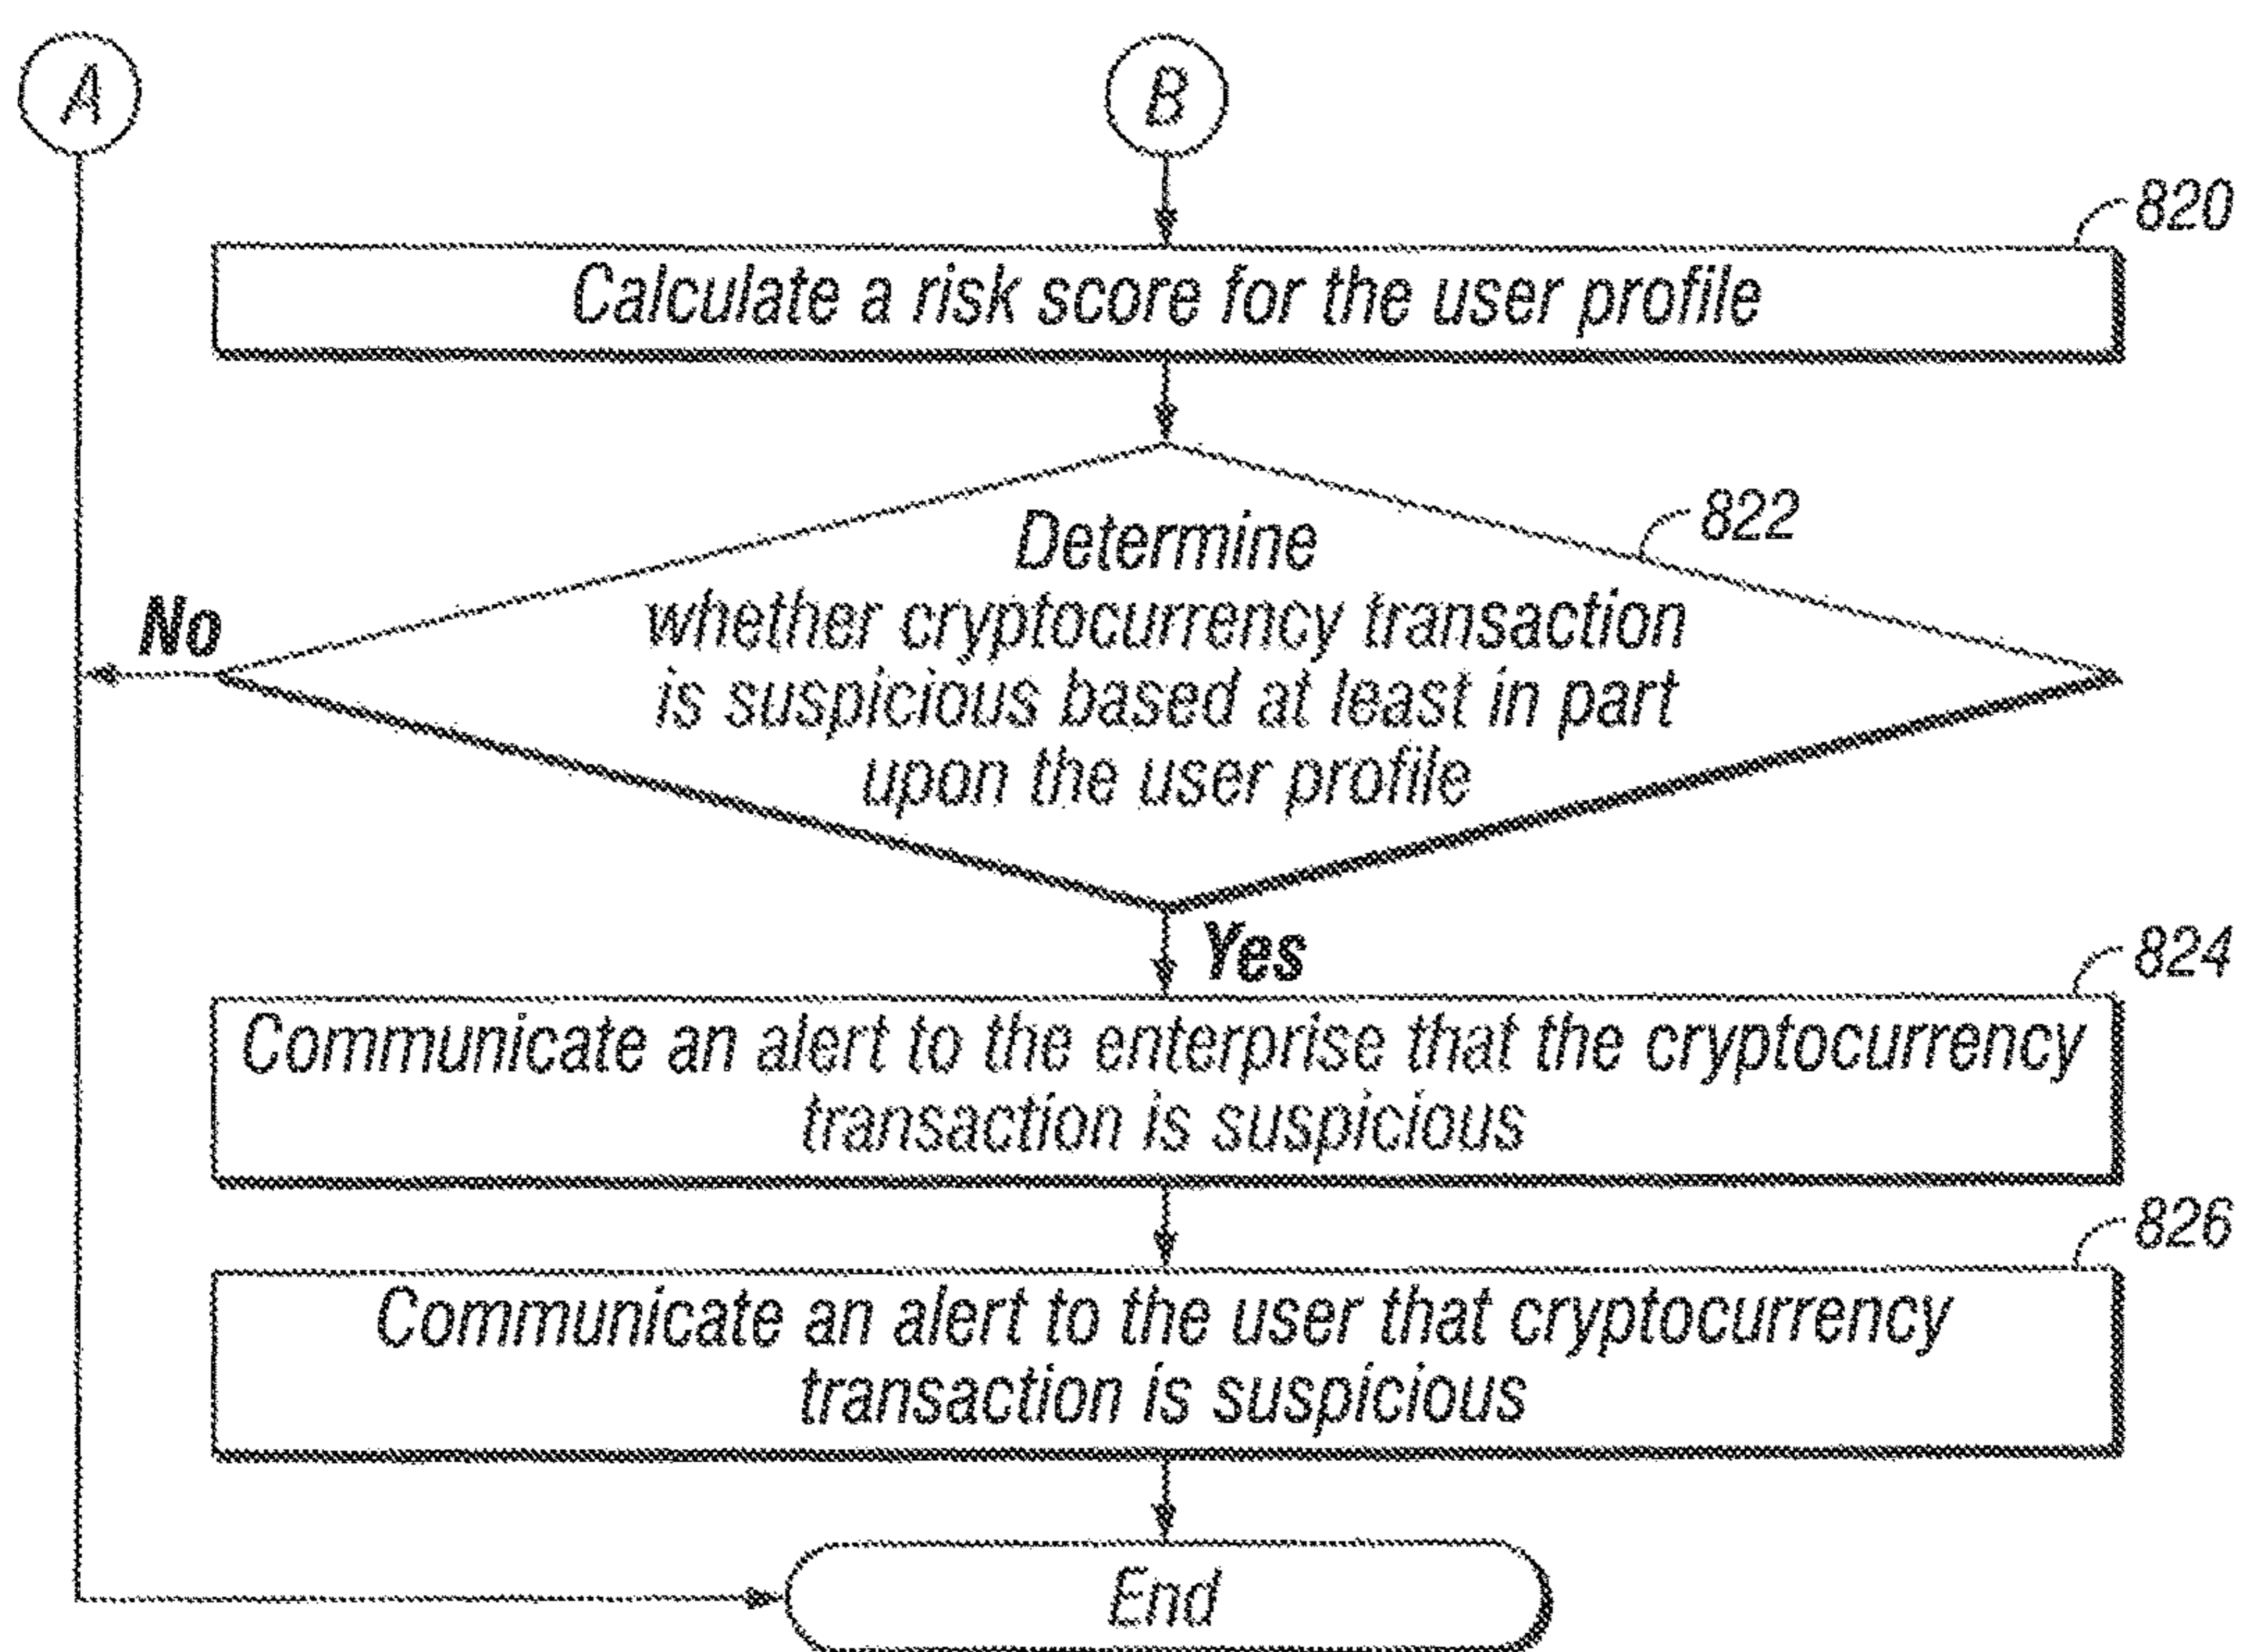 A
B
820
Calculate a risk score for the user profile
822
Determine
whether cryptocurrency transaction
is suspicious based at least in part
upon the user profile
No
Yes
824
Communicate an alert to the enterprise that the cryptocurrency
transaction is suspicious
826
Communicate an alert to the user that cryptocurrency
transaction is suspicious
End